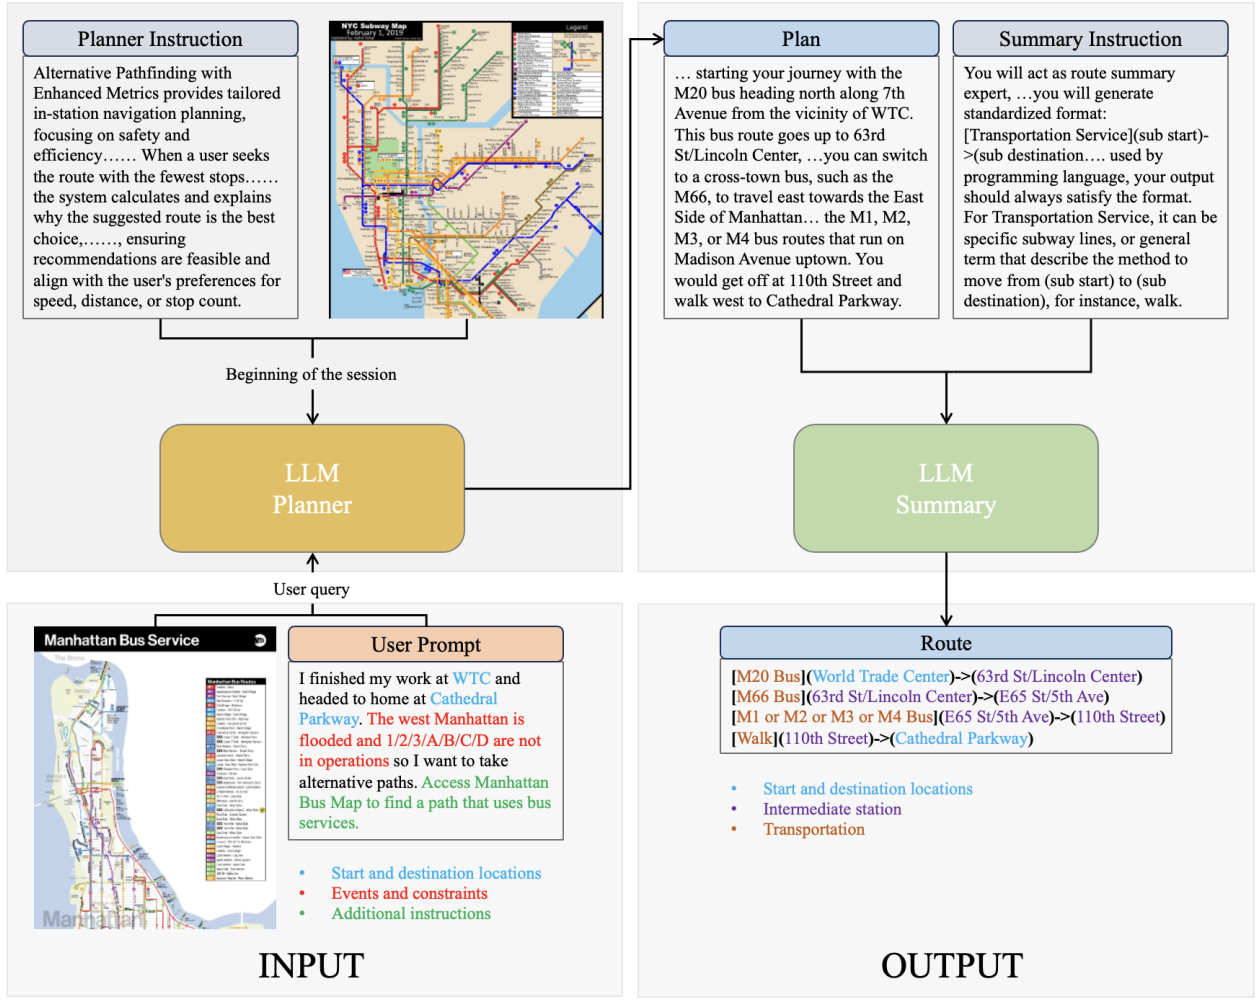 Planner Instruction
Alternative Pathfinding with
Enhanced Metrics provides tailored
in-station navigation planning,
focusing on safety and
efficiency…… When a user seeks
the route with the fewest stops……
the system calculates and explains
why the suggested route is the best
choice,……, ensuring
recommendations are feasible and
align with the user's preferences for
speed, distance, or stop count.
NYC Subway Map
February 1, 2019
Legend
Beginning of the session
LLM
Planner
User query
Manhattan Bus Service
The Bronx
Manhattan Bus Routes
Manhattan
User Prompt
I finished my work at WTC and
headed to home at Cathedral
Parkway. The west Manhattan is
flooded and 1/2/3/A/B/C/D are not
in operations so I want to take
alternative paths. Access Manhattan
Bus Map to find a path that uses bus
services.
• Start and destination locations
• Events and constraints
• Additional instructions
INPUT
Plan
… starting your journey with the
M20 bus heading north along 7th
Avenue from the vicinity of WTC.
This bus route goes up to 63rd
St/Lincoln Center, …you can switch
to a cross-town bus, such as the
M66, to travel east towards the East
Side of Manhattan… the M1, M2,
M3, or M4 bus routes that run on
Madison Avenue uptown. You
would get off at 110th Street and
walk west to Cathedral Parkway.
Summary Instruction
You will act as route summary
expert, …you will generate
standardized format:
[Transportation Service](sub start)-
>(sub destination…. used by
programming language, your output
should always satisfy the format.
For Transportation Service, it can be
specific subway lines, or general
term that describe the method to
move from (sub start) to (sub
destination), for instance, walk.
LLM
Summary
Route
[M20 Bus](World Trade Center)->(63rd St/Lincoln Center)
[M66 Bus](63rd St/Lincoln Center)->(E65 St/5th Ave)
[M1 or M2 or M3 or M4 Bus](E65 St/5th Ave)->(110th Street)
[Walk](110th Street)->(Cathedral Parkway)
• Start and destination locations
• Intermediate station
• Transportation
OUTPUT